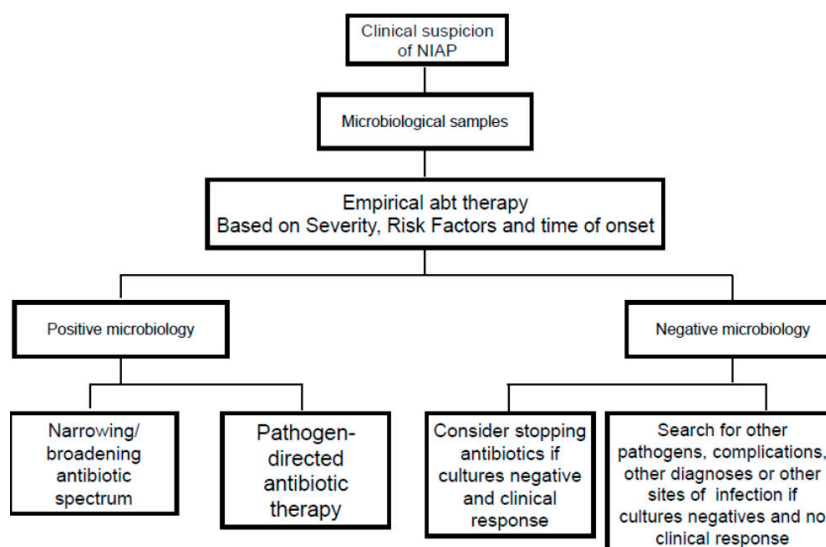 Clinical suspicion
of NIAP
Microbiological samples
Empirical abt therapy
Based on Severity, Risk Factors and time of onset
Positive microbiology
Negative microbiology
Narrowing/
broadening
antibiotic
spectrum
Pathogen-
directed
antibiotic
therapy
Consider stopping
antibiotics if
cultures negative
and clinical
response
Search for other
pathogens, complications,
other diagnoses or other
sites of infection if
cultures negatives and no
clinical response